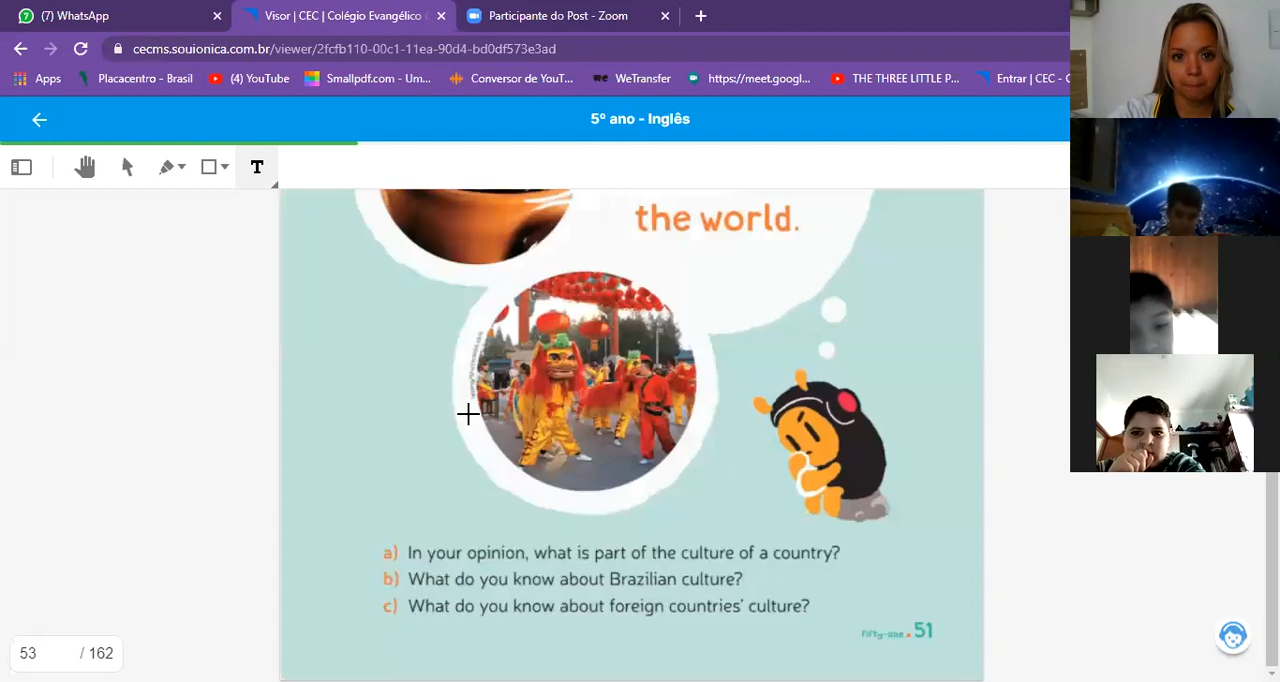 (7) WhatsApp
Visor | CEC | Colégio Evangélico
Participante do Post - Zoom
cecms.souionica.com.br/viewer/2fcfb110-00c1-11ea-90d4-bd0df573e3ad
Apps
Placacentro - Brasil
(4) YouTube
Smallpdf.com - Um...
Conversor de YouT...
WeTransfer
https://meet.googl...
THE THREE LITTLE P...
Entrar | CEC -
5º ano - Inglês
T
the world.
a) In your opinion, what is part of the culture of a country?
b) What do you know about Brazilian culture?
c) What do you know about foreign countries' culture?
fifty-one 51
53 / 162